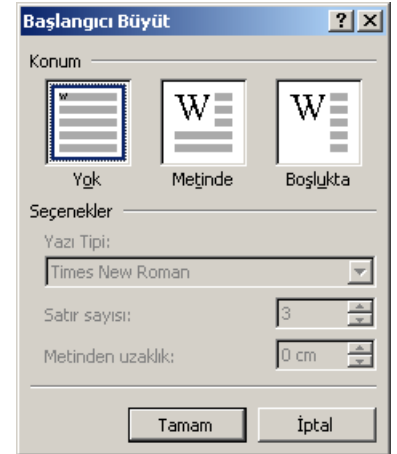 Başlangıcı Büyüt
Konum
W W W
Yok Metinde Boşlukta
Seçenekler
Yazı Tipi:
Times New Roman
Satır sayısı: 3
Metinden uzaklık: 0 cm
Tamam İptal